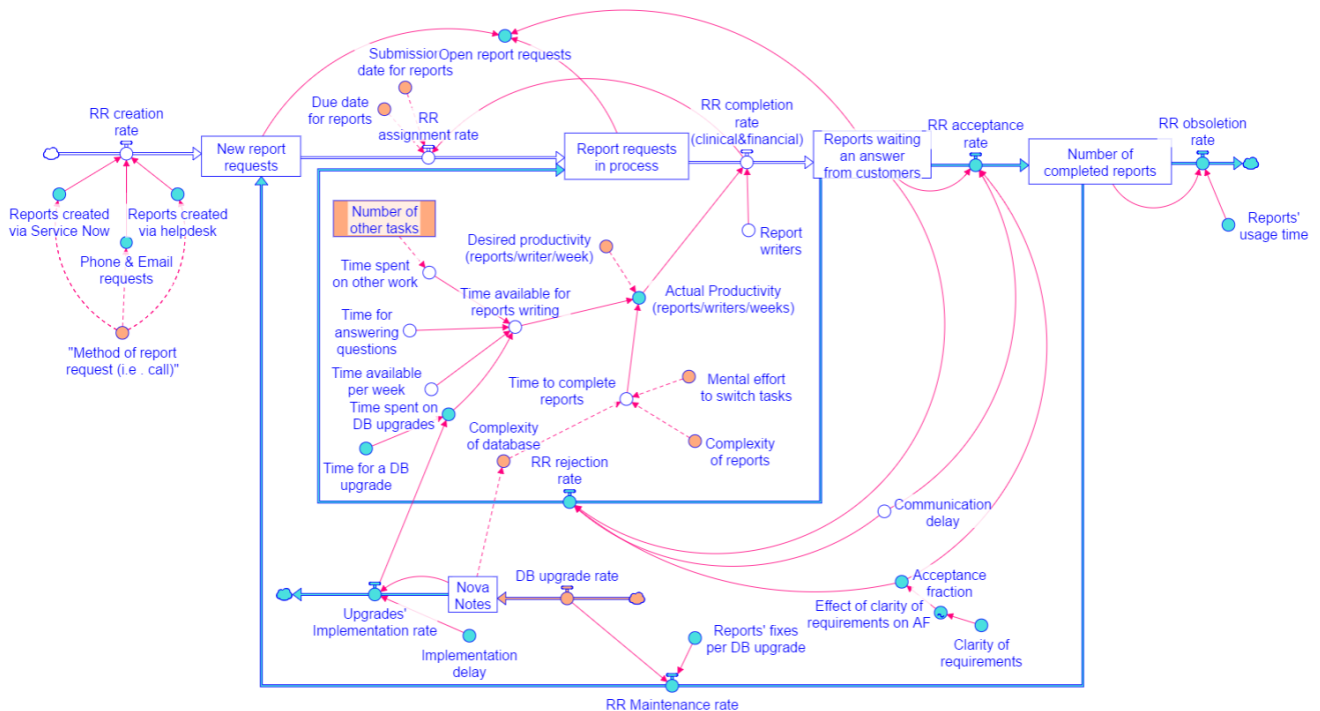 Submission
date for reports
Open report requests
RR creation
rate
Due date
for reports
RR
assignment rate
RR completion
rate
(clinical&financial)
New report
requests
Report requests
in process
Reports waiting
an answer
from customers
RR acceptance
rate
Number of
completed reports
RR obsoletion
rate
Reports created
via Service Now
Reports created
via helpdesk
Phone & Email
requests
"Method of report
request (i.e . call)"
Number of
other tasks
Desired productivity
(reports/writer/week)
Report
writers
Reports'
usage time
Time spent
on other work
Time available for
reports writing
Actual Productivity
(reports/writers/weeks)
Time for
answering
questions
Time available
per week
Time to complete
reports
Mental effort
to switch tasks
Time spent on
DB upgrades
Complexity
of database
Complexity
of reports
Time for a DB
upgrade
RR rejection
rate
Communication
delay
DB upgrade rate
Nova
Notes
Acceptance
fraction
Upgrades'
Implementation rate
Effect of clarity of
requirements on AF
Reports' fixes
per DB upgrade
Clarity of
requirements
Implementation
delay
RR Maintenance rate